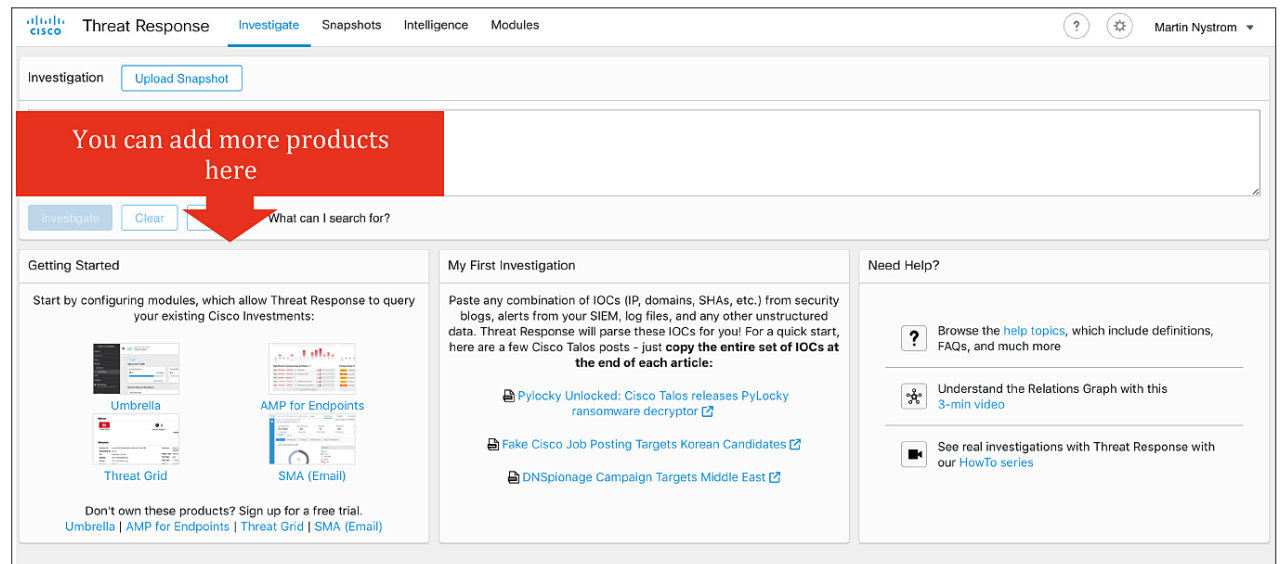 cisco Threat Response Investigate Snapshots Intelligence Modules ? Martin Nystrom
Investigation Upload Snapshot
You can add more products
here
Investigate Clear What can I search for?
Getting Started
Start by configuring modules, which allow Threat Response to query
your existing Cisco Investments:
Umbrella AMP for Endpoints
Threat Grid SMA (Email)
Don't own these products? Sign up for a free trial.
Umbrella | AMP for Endpoints | Threat Grid | SMA (Email)
My First Investigation
Paste any combination of IOCs (IP, domains, SHAs, etc.) from security
blogs, alerts from your SIEM, log files, and any other unstructured
data. Threat Response will parse these IOCs for you! For a quick start,
here are a few Cisco Talos posts - just copy the entire set of IOCs at
the end of each article:
Pylocky Unlocked: Cisco Talos releases PyLocky
ransomware decryptor
Fake Cisco Job Posting Targets Korean Candidates
DNSpionage Campaign Targets Middle East
Need Help?
? Browse the help topics, which include definitions,
FAQs, and much more
Understand the Relations Graph with this
3-min video
See real investigations with Threat Response with
our HowTo series